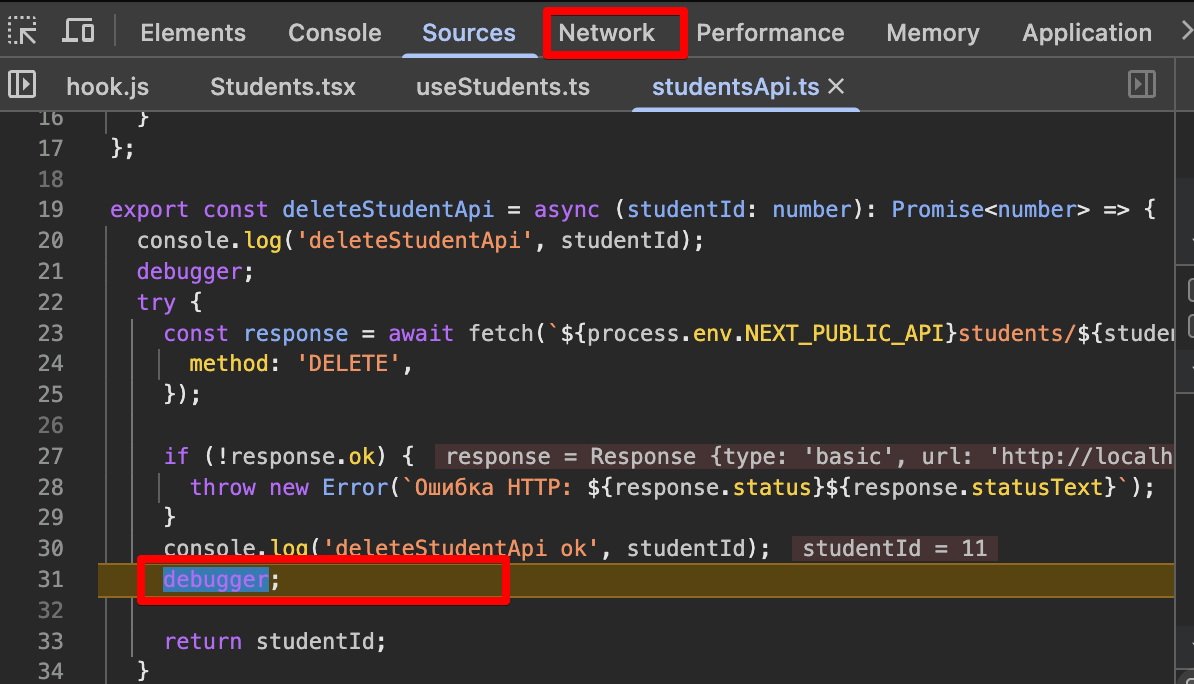 Elements Console Sources Network Performance Memory Application
hook.js Students.tsx useStudents.ts studentsApi.ts
16 }
17 };
18
19 export const deleteStudentApi = async (studentId: number): Promise<number> => {
20 console.log('deleteStudentApi', studentId);
21 debugger;
22 try {
23 const response = await fetch(`${process.env.NEXT_PUBLIC_API}students/${studen
24 method: 'DELETE',
25 });
26
27 if (!response.ok) { response = Response {type: 'basic', url: 'http://localh
28 throw new Error(`Ошибка HTTP: ${response.status}${response.statusText}`);
29 }
30 console.log('deleteStudentApi ok', studentId); studentId = 11
31 debugger;
32
33 return studentId;
34 }